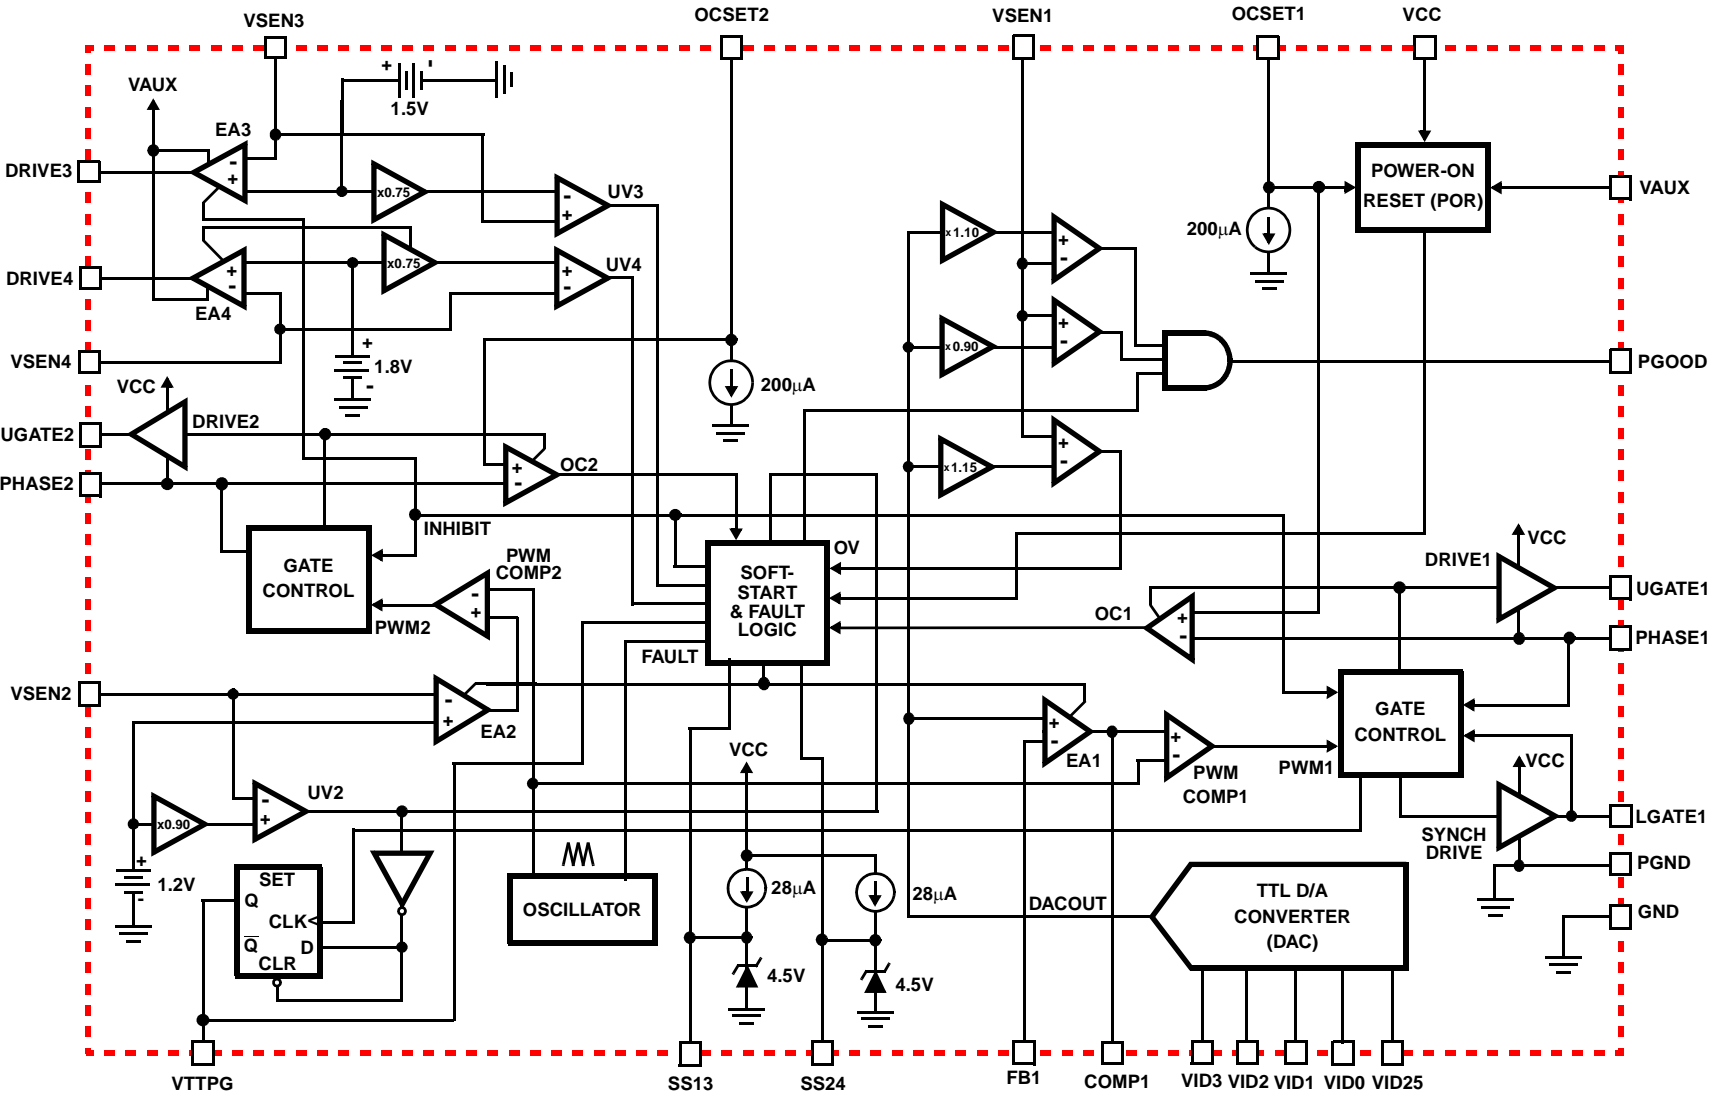 VSEN3
OCSET2
VSEN1
OCSET1
VCC
VAUX
+ -
1.5V
EA3
-
+
DRIVE3
x0.75
-
+
UV3
POWER-ON
RESET (POR)
VAUX
200µA
x1.10
+
-
DRIVE4
+
-
EA4
x0.75
+
-
UV4
VSEN4
+
1.8V
-
200µA
x0.90
+
-
PGOOD
VCC
UGATE2
DRIVE2
PHASE2
+
-
OC2
x1.15
+
-
INHIBIT
GATE
CONTROL
PWM
COMP2
-
+
PWM2
OV
SOFT-
START
& FAULT
LOGIC
FAULT
VCC
DRIVE1
UGATE1
OC1
+
-
PHASE1
VSEN2
-
+
EA2
+
-
EA1
+
-
PWM
COMP1
PWM1
GATE
CONTROL
VCC
VCC
UV2
-
+
x0.90
+
1.2V
-
SYNCH
DRIVE
LGATE1
PGND
GND
SET
Q
CLK
Q
D
CLR
OSCILLATOR
28µA
28µA
4.5V
4.5V
DACOUT
TTL D/A
CONVERTER
(DAC)
VTTPG
SS13
SS24
FB1
COMP1
VID3
VID2
VID1
VID0
VID25